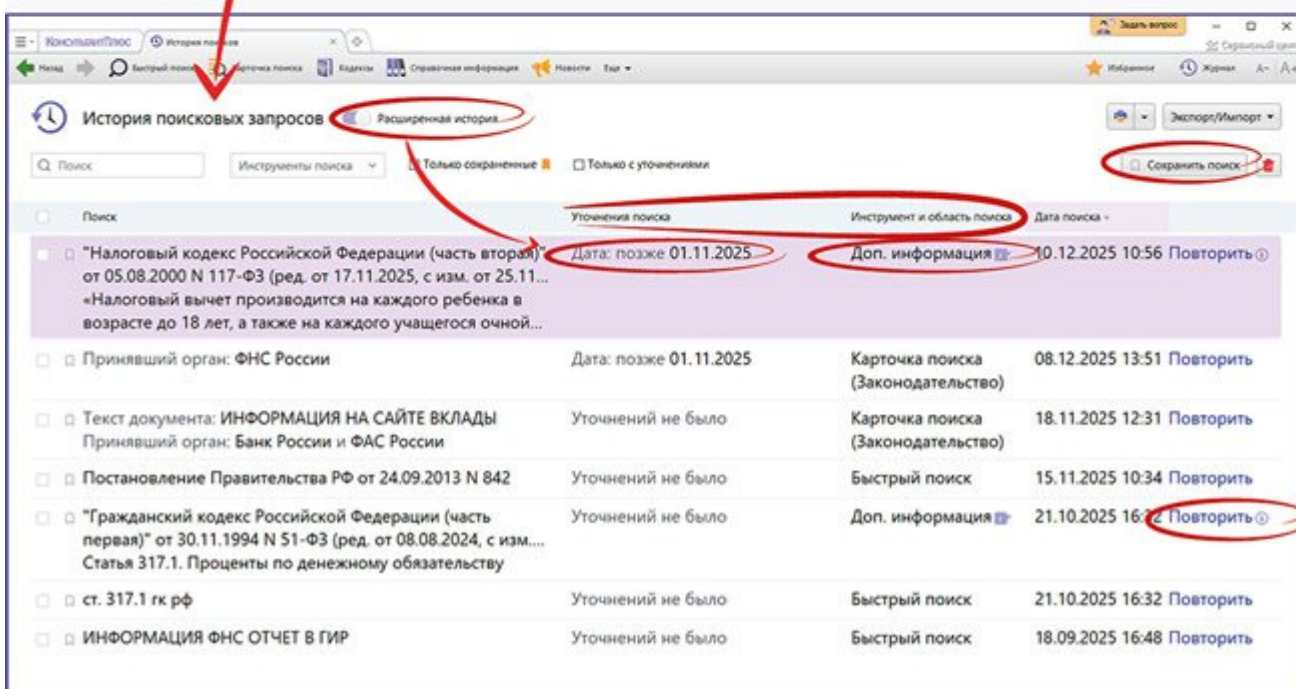 Задать вопрос
КонсультантПлюс История поисков
Сервисный цен
Назад Быстрый поиск Карточка поиска Кодексы Справочная информация Новости Еще Избранное Журнал А- А+
История поисковых запросов Расширенная история Экспорт/Импорт
Поиск Инструменты поиска Только сохраненные Только с уточнениями Сохранить поиск
Поиск Уточнения поиска Инструмент и область поиска Дата поиска
"Налоговый кодекс Российской Федерации (часть вторая)" Дата: позже 01.11.2025 Доп. информация 10.12.2025 10:56 Повторить
от 05.08.2000 N 117-ФЗ (ред. от 17.11.2025, с изм. от 25.11...
«Налоговый вычет производится на каждого ребенка в
возрасте до 18 лет, а также на каждого учащегося очной...
Принявший орган: ФНС России Дата: позже 01.11.2025 Карточка поиска 08.12.2025 13:51 Повторить
(Законодательство)
Текст документа: ИНФОРМАЦИЯ НА САЙТЕ ВКЛАДЫ Уточнений не было Карточка поиска 18.11.2025 12:31 Повторить
Принявший орган: Банк России и ФАС России (Законодательство)
Постановление Правительства РФ от 24.09.2013 N 842 Уточнений не было Быстрый поиск 15.11.2025 10:34 Повторить
"Гражданский кодекс Российской Федерации (часть Уточнений не было Доп. информация 21.10.2025 16:32 Повторить
первая)" от 30.11.1994 N 51-ФЗ (ред. от 08.08.2024, с изм....
Статья 317.1. Проценты по денежному обязательству
ст. 317.1 гк рф Уточнений не было Быстрый поиск 21.10.2025 16:32 Повторить
ИНФОРМАЦИЯ ФНС ОТЧЕТ В ГИР Уточнений не было Быстрый поиск 18.09.2025 16:48 Повторить